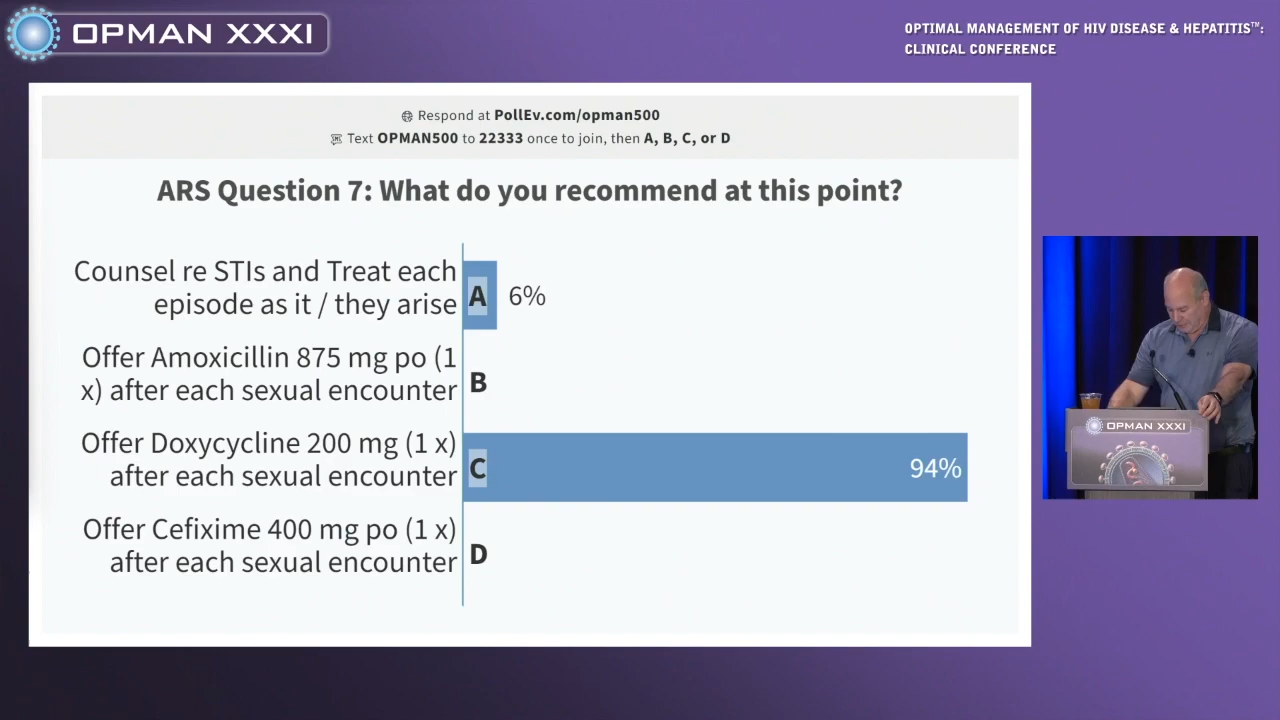 OPMAN XXXI
OPTIMAL MANAGEMENT OF HIV DISEASE & HEPATITIS™:
CLINICAL CONFERENCE
Respond at PollEv.com/opman500
Text OPMAN500 to 22333 once to join, then A, B, C, or D
ARS Question 7: What do you recommend at this point?
Counsel re STIs and Treat each
episode as it / they arise
A 6%
Offer Amoxicillin 875 mg po (1
x) after each sexual encounter
B
Offer Doxycycline 200 mg (1 x)
after each sexual encounter
C 94%
Offer Cefixime 400 mg po (1 x)
after each sexual encounter
D
OPMAN XXXI